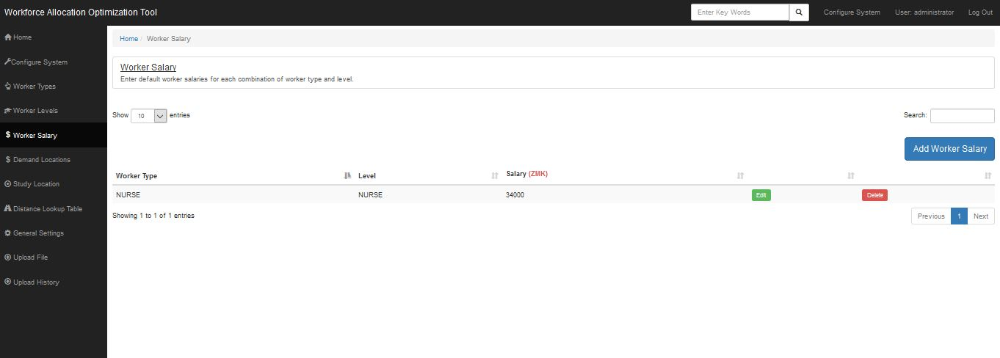 Workforce Allocation Optimization Tool Enter Key Words Configure System User: administrator Log Out
Home
Configure System
Worker Types
Worker Levels
$ Worker Salary
$ Demand Locations
Study Location
Distance Lookup Table
General Settings
Upload File
Upload History
Home / Worker Salary
Worker Salary
Enter default worker salaries for each combination of worker type and level.
Show 10 entries Search:
Add Worker Salary
Worker Type Level Salary (ZMK)
NURSE NURSE 34000 Edit Delete
Showing 1 to 1 of 1 entries Previous 1 Next